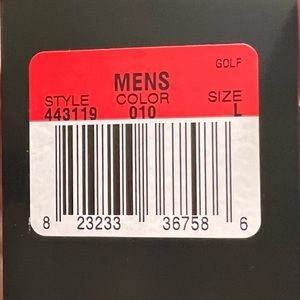 GOLF
MENS
STYLE COLOR SIZE
443119 010 L
8 23233 36758 6